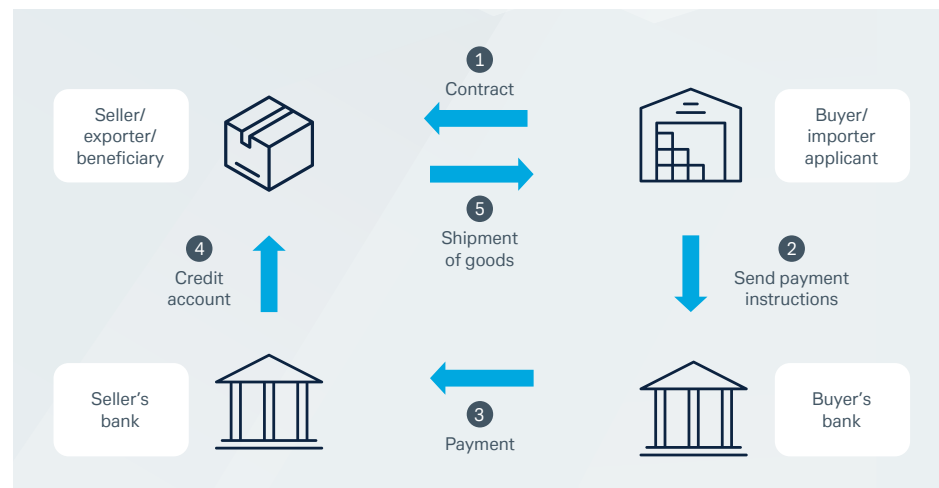 1
Contract
Seller/
exporter/
beneficiary
Buyer/
importer
applicant
5
Shipment
of goods
4
Credit
account
2
Send payment
instructions
Seller's
bank
3
Payment
Buyer's
bank